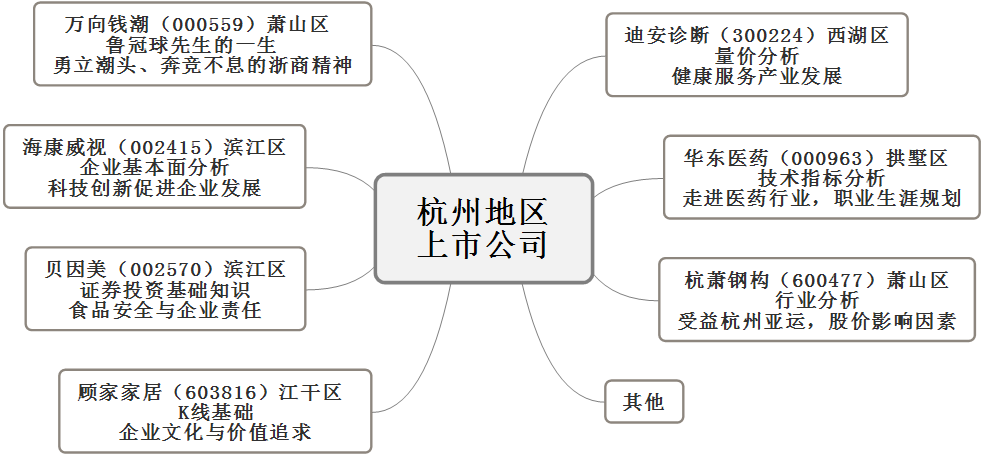 万向钱潮（000559）萧山区
鲁冠球先生的一生
勇立潮头、奔竞不息的浙商精神
海康威视（002415）滨江区
企业基本面分析
科技创新促进企业发展
贝因美（002570）滨江区
证券投资基础知识
食品安全与企业责任
顾家家居（603816）江干区
K线基础
企业文化与价值追求
杭州地区
上市公司
迪安诊断（300224）西湖区
量价分析
健康服务产业发展
华东医药（000963）拱墅区
技术指标分析
走进医药行业，职业生涯规划
杭萧钢构（600477）萧山区
行业分析
受益杭州亚运，股价影响因素
其他